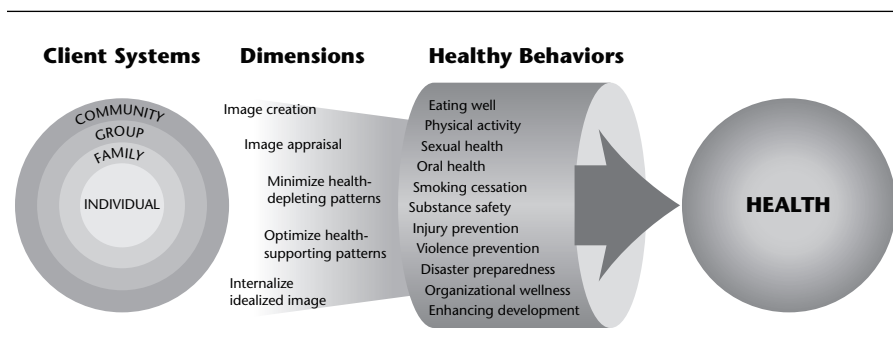 Client Systems
Dimensions
Healthy Behaviors
COMMUNITY
GROUP
FAMILY
INDIVIDUAL
Image creation
Image appraisal
Minimize health-
depleting patterns
Optimize health-
supporting patterns
Internalize
idealized image
Eating well
Physical activity
Sexual health
Oral health
Smoking cessation
Substance safety
Injury prevention
Violence prevention
Disaster preparedness
Organizational wellness
Enhancing development
HEALTH